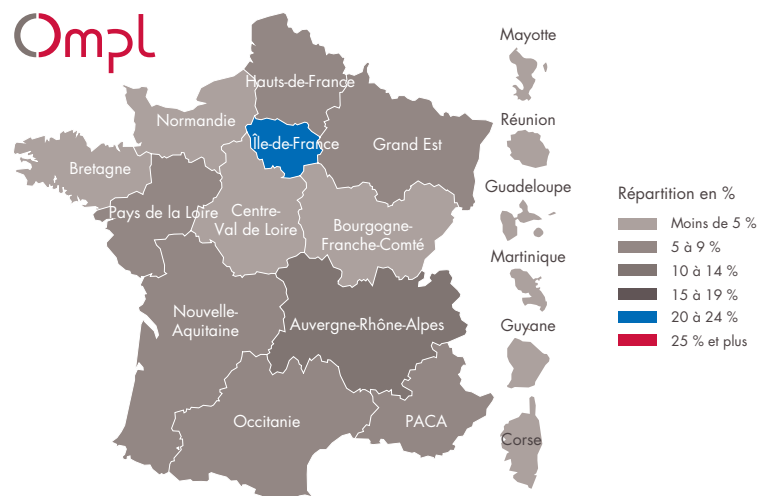 Ompl
Mayotte
Hauts-de-France
Normandie
Île-de-France
Grand Est
Réunion
Bretagne
Guadeloupe
Pays de la Loire
Centre-
Val de Loire
Bourgogne-
Franche-Comté
Martinique
Nouvelle-
Aquitaine
Auvergne-Rhône-Alpes
Guyane
Occitanie
PACA
Corse
Répartition en %
Moins de 5 %
5 à 9 %
10 à 14 %
15 à 19 %
20 à 24 %
25 % et plus